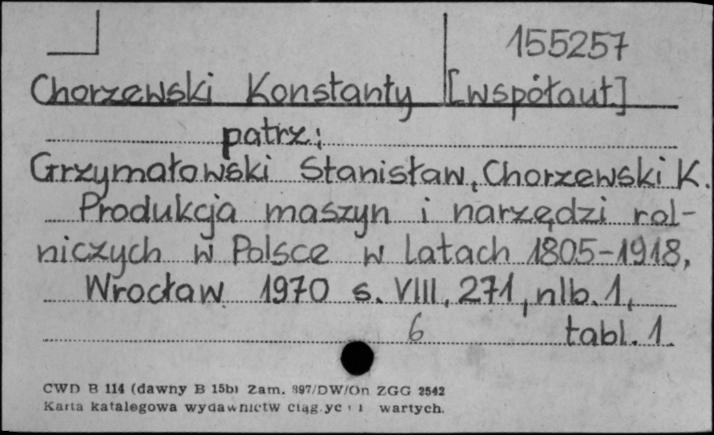 155257
Chorzewski Konstanty [współaut.]
patrz:
Grzymałowski Stanisław, Chorzewski K.
Produkcja maszyn i narzędzi rol-
niczych w Polsce w latach 1805-1918,
Wrocław 1970 s. VIII, 271, nlb. 1,
6 tabl. 1.
CWD B 114 (dawny B 15b) Zam. 897/DW/On ZGG 2542
Karta katalogowa wydawnictw ciąg. wartych.